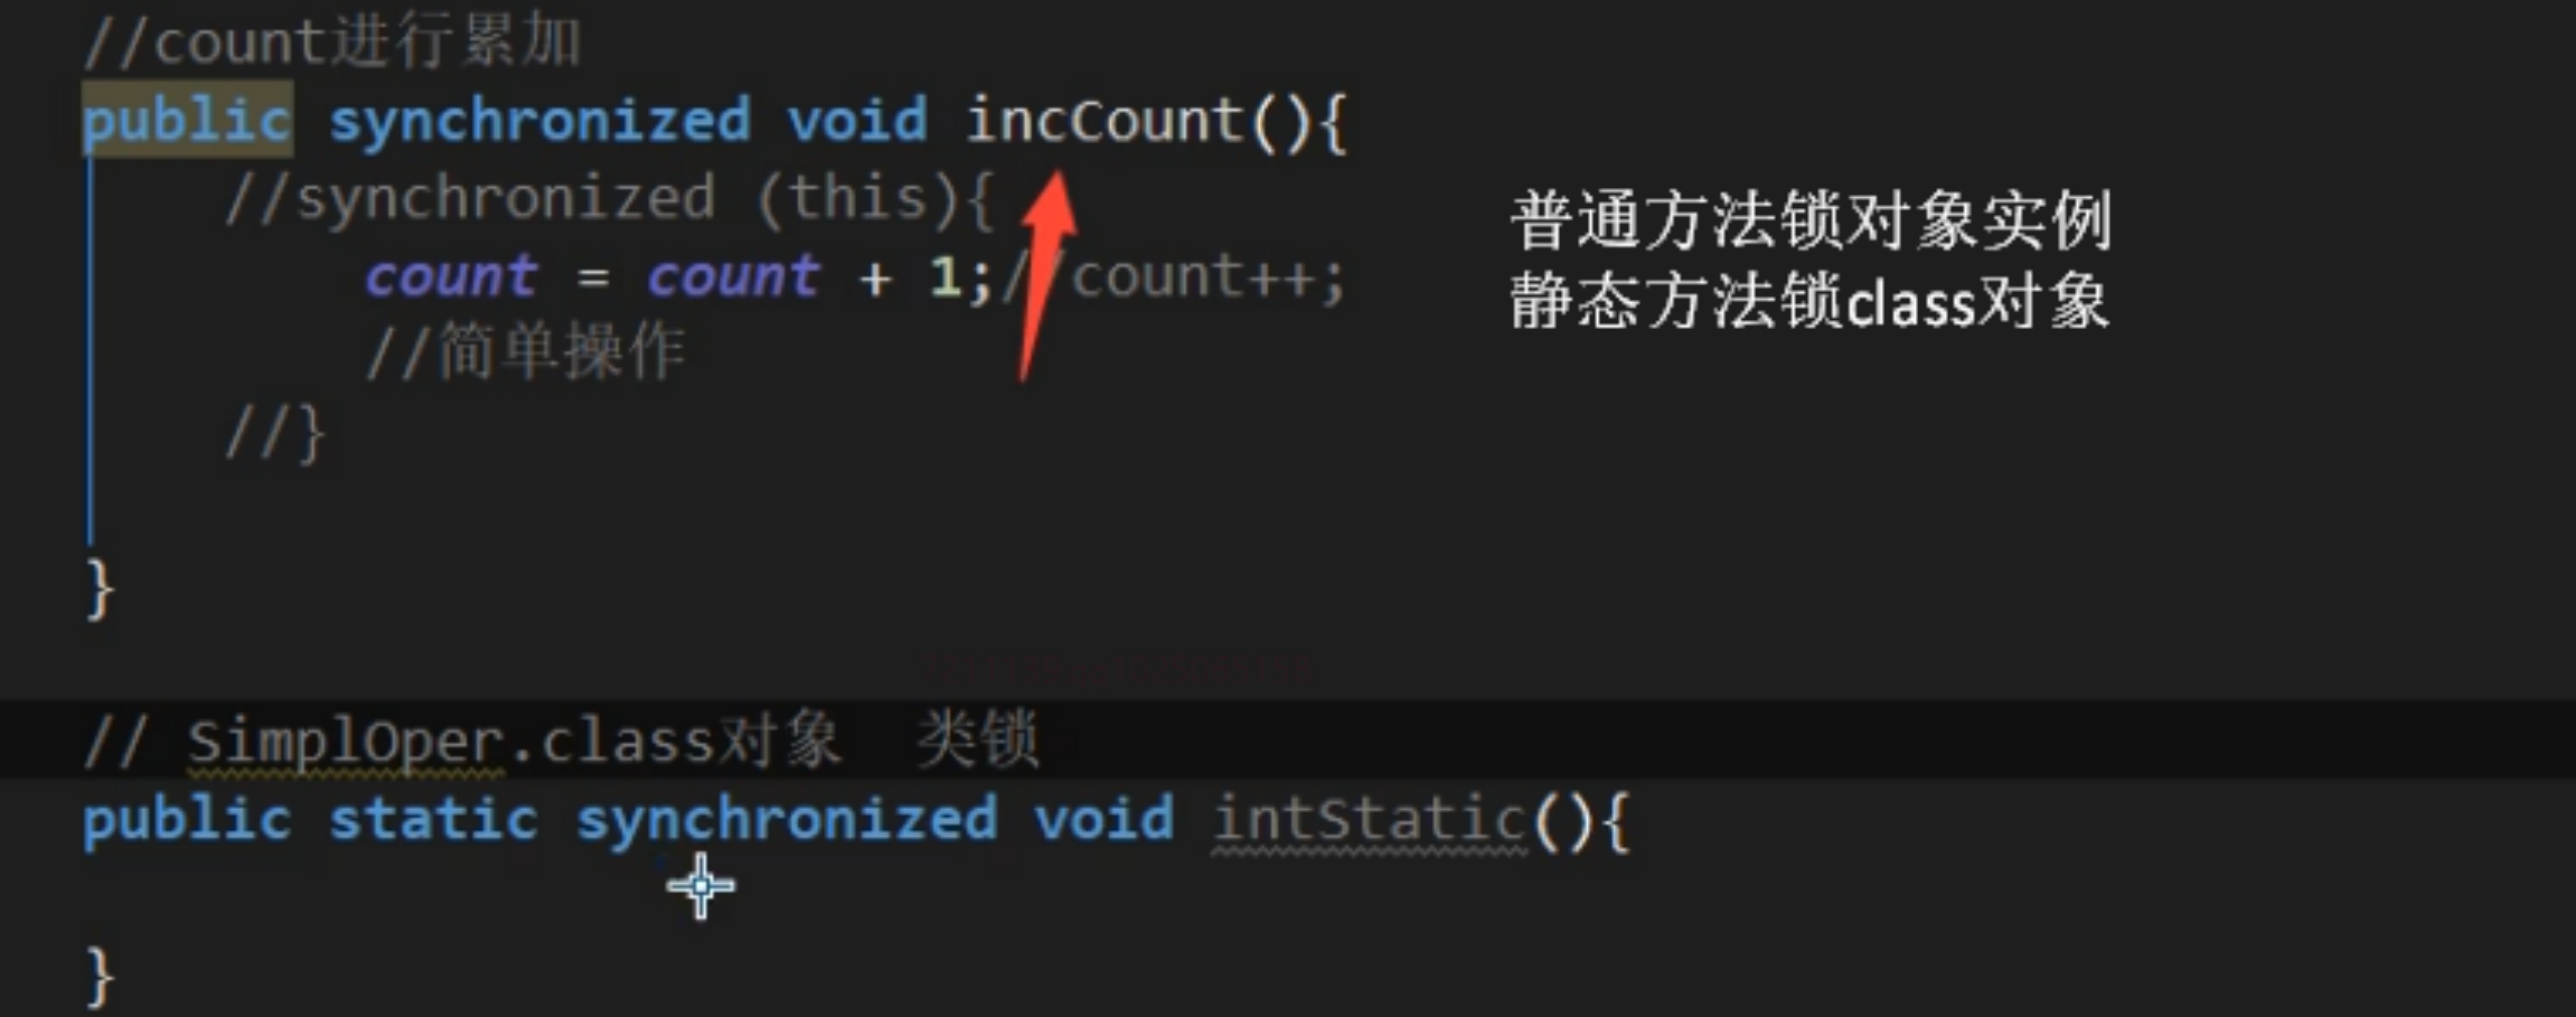 //count进行累加
public synchronized void incCount(){
//synchronized (this){
count = count + 1;//count++;
//简单操作
//}
}
普通方法锁对象实例
静态方法锁class对象
// SimplOper.class对象 类锁
public static synchronized void intStatic(){
}